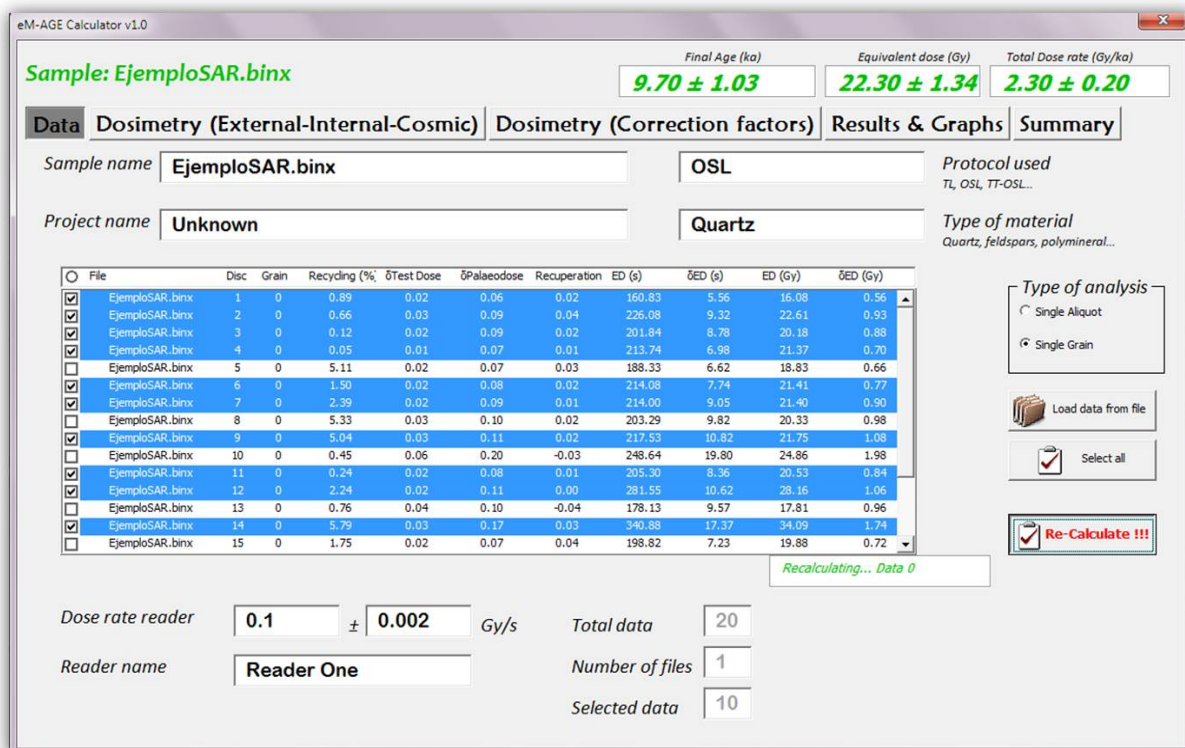 eM-AGE Calculator v1.0
Sample: EjemploSAR.binx
Final Age (ka) Equivalent dose (Gy) Total Dose rate (Gy/ka)
9.70 ± 1.03 22.30 ± 1.34 2.30 ± 0.20
Data Dosimetry (External-Internal-Cosmic) Dosimetry (Correction factors) Results & Graphs Summary
Sample name EjemploSAR.binx OSL Protocol used
TL, OSL, TT-OSL...
Project name Unknown Quartz Type of material
Quartz, feldspars, polymineral...
File Disc Grain Recycling (%) δTest Dose δPalaeodose Recuperation ED (s) δED (s) ED (Gy) δED (Gy)
EjemploSAR.binx 1 0 0.89 0.02 0.06 0.02 160.83 5.56 16.08 0.56
EjemploSAR.binx 2 0 0.66 0.03 0.09 0.04 226.08 9.32 22.61 0.93
EjemploSAR.binx 3 0 0.12 0.02 0.09 0.02 201.84 8.78 20.18 0.88
EjemploSAR.binx 4 0 0.05 0.01 0.07 0.01 213.74 6.98 21.37 0.70
EjemploSAR.binx 5 0 5.11 0.02 0.07 0.03 188.33 6.62 18.83 0.66
EjemploSAR.binx 6 0 1.50 0.02 0.08 0.02 214.08 7.74 21.41 0.77
EjemploSAR.binx 7 0 2.39 0.02 0.09 0.01 214.00 9.05 21.40 0.90
EjemploSAR.binx 8 0 5.33 0.03 0.10 0.02 203.29 9.82 20.33 0.98
EjemploSAR.binx 9 0 5.04 0.03 0.11 0.02 217.53 10.82 21.75 1.08
EjemploSAR.binx 10 0 0.45 0.06 0.20 -0.03 248.64 19.80 24.86 1.98
EjemploSAR.binx 11 0 0.24 0.02 0.08 0.01 205.30 8.36 20.53 0.84
EjemploSAR.binx 12 0 2.24 0.02 0.11 0.00 281.55 10.62 28.16 1.06
EjemploSAR.binx 13 0 0.76 0.04 0.10 -0.04 178.13 9.57 17.81 0.96
EjemploSAR.binx 14 0 5.79 0.03 0.17 0.03 340.88 17.37 34.09 1.74
EjemploSAR.binx 15 0 1.75 0.02 0.07 0.04 198.82 7.23 19.88 0.72
Type of analysis
Single Aliquot
Single Grain
Load data from file
Select all
Re-Calculate !!!
Recalculating... Data 0
Dose rate reader 0.1 ± 0.002 Gy/s Total data 20
Reader name Reader One Number of files 1
Selected data 10